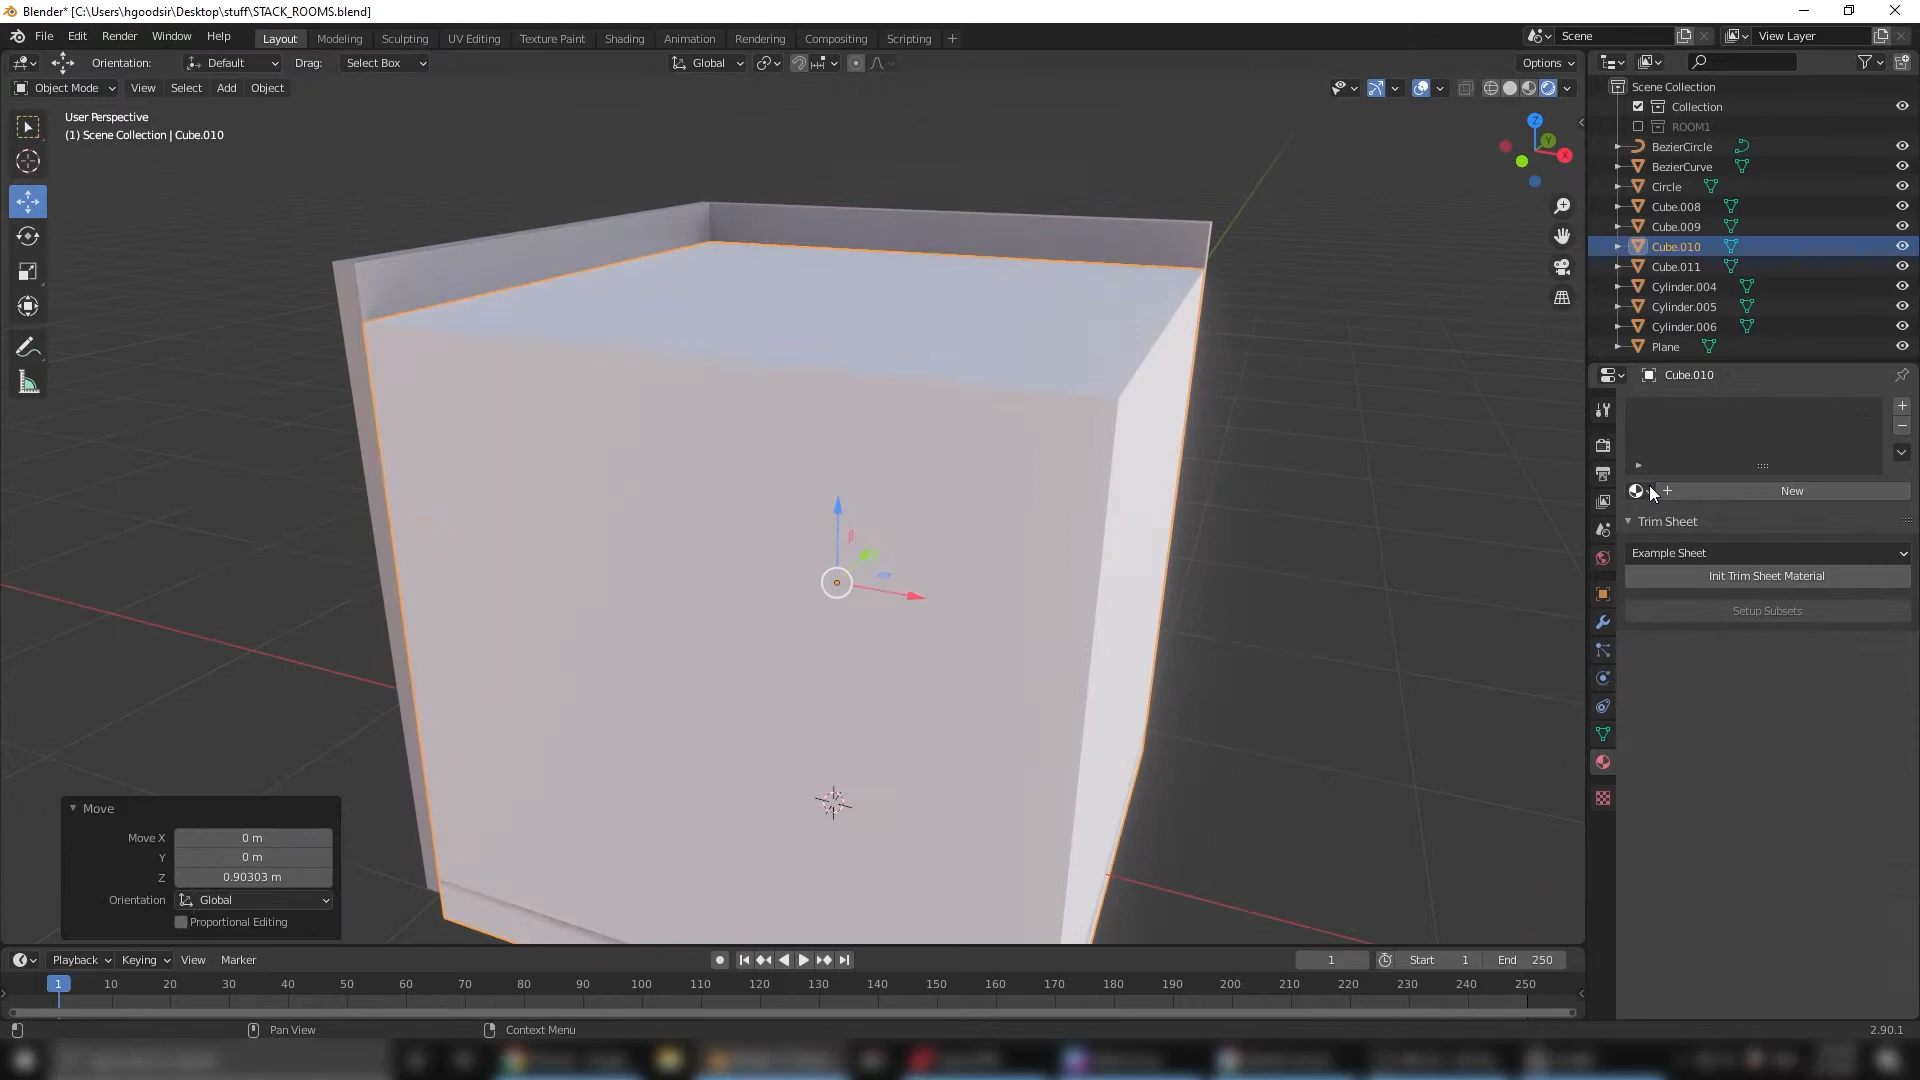 Blender* [C:\Users\hgoodsir\Desktop\stuff\STACK_ROOMS.blend]
File Edit Render Window Help
Layout Modeling Sculpting UV Editing Texture Paint Shading Animation Rendering Compositing Scripting
Scene View Layer
Orientation: Default Drag: Select Box Global Options
Object Mode View Select Add Object
User Perspective
(1) Scene Collection | Cube.010
Z
Y
X
Scene Collection
Collection
ROOM1
BezierCircle
BezierCurve
Circle
Cube.008
Cube.009
Cube.010
Cube.011
Cylinder.004
Cylinder.005
Cylinder.006
Plane
Cube.010
New
Trim Sheet
Example Sheet
Init Trim Sheet Material
Setup Subsets
Move
Move X 0 m
Y 0 m
Z 0.90303 m
Orientation Global
Proportional Editing
Playback Keying View Marker
1 Start 1 End 250
1 10 20 30 40 50 60 70 80 90 100 110 120 130 140 150 160 170 180 190 200 210 220 230 240 250
Pan View Context Menu 2.90.1